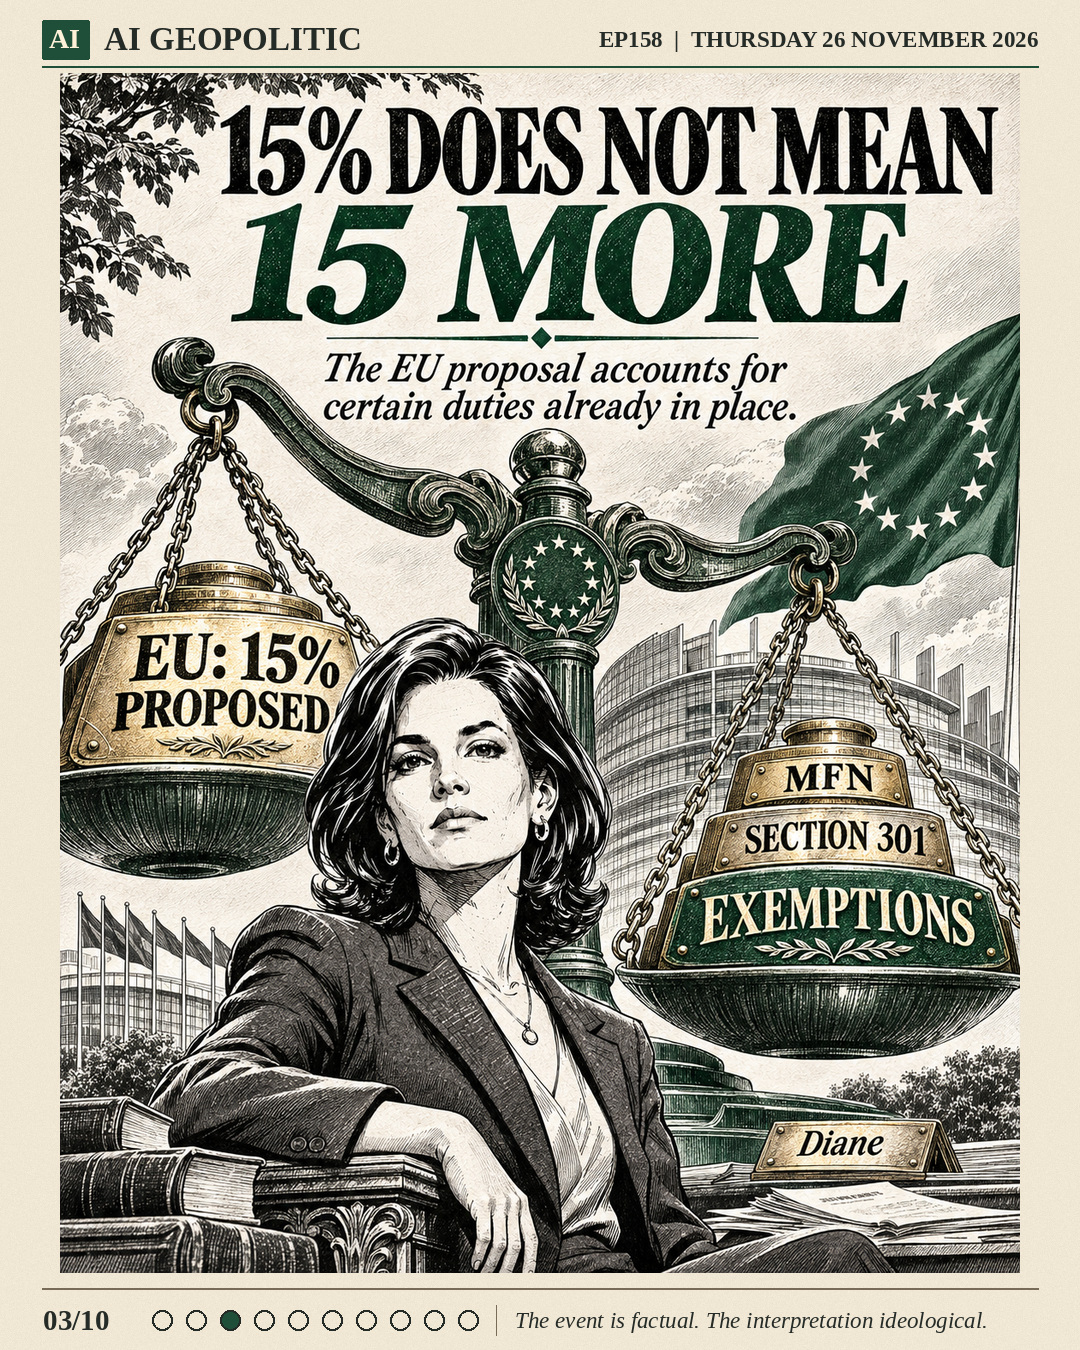 AI AI GEOPOLITIC
EP158 | THURSDAY 26 NOVEMBER 2026
15% DOES NOT MEAN
15 MORE
The EU proposal accounts for
certain duties already in place.
EU: 15%
PROPOSED
MFN
SECTION 301
EXEMPTIONS
Diane
03/10
The event is factual. The interpretation ideological.